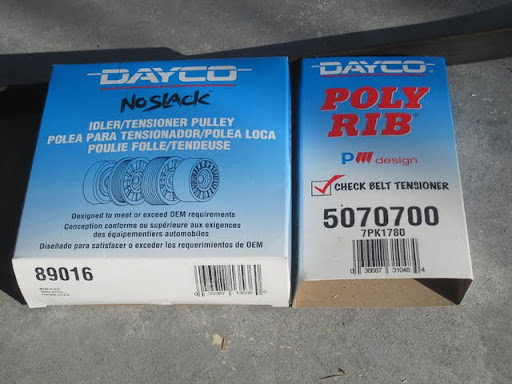 DAYCO
No SLACK
IDLER/TENSIONER PULLEY
POLEA PARA TENSIONADOR/POLEA LOCA
POULIE FOLLE/TENDEUSE
Designed to meet or exceed OEM requirements
Conception conforme ou supérieure aux exigences
des équipementiers automobiles
Diseñado para satisfacer o exceder los requerimientos de OEM
89016
DAYCO
POLY
RIB™
PM design
CHECK BELT TENSIONER
5070700
7PK1780